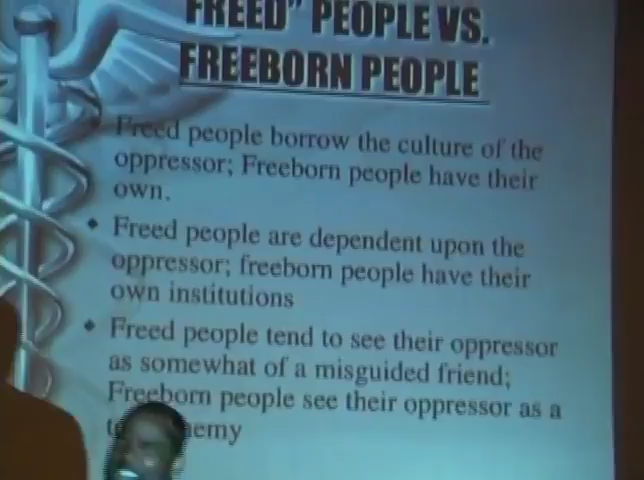 FREED" PEOPLE VS.
FREEBORN PEOPLE
Freed people borrow the culture of the
oppressor; Freeborn people have their
own.
Freed people are dependent upon the
oppressor; freeborn people have their
own institutions
Freed people tend to see their oppressor
as somewhat of a misguided friend;
Freeborn people see their oppressor as a